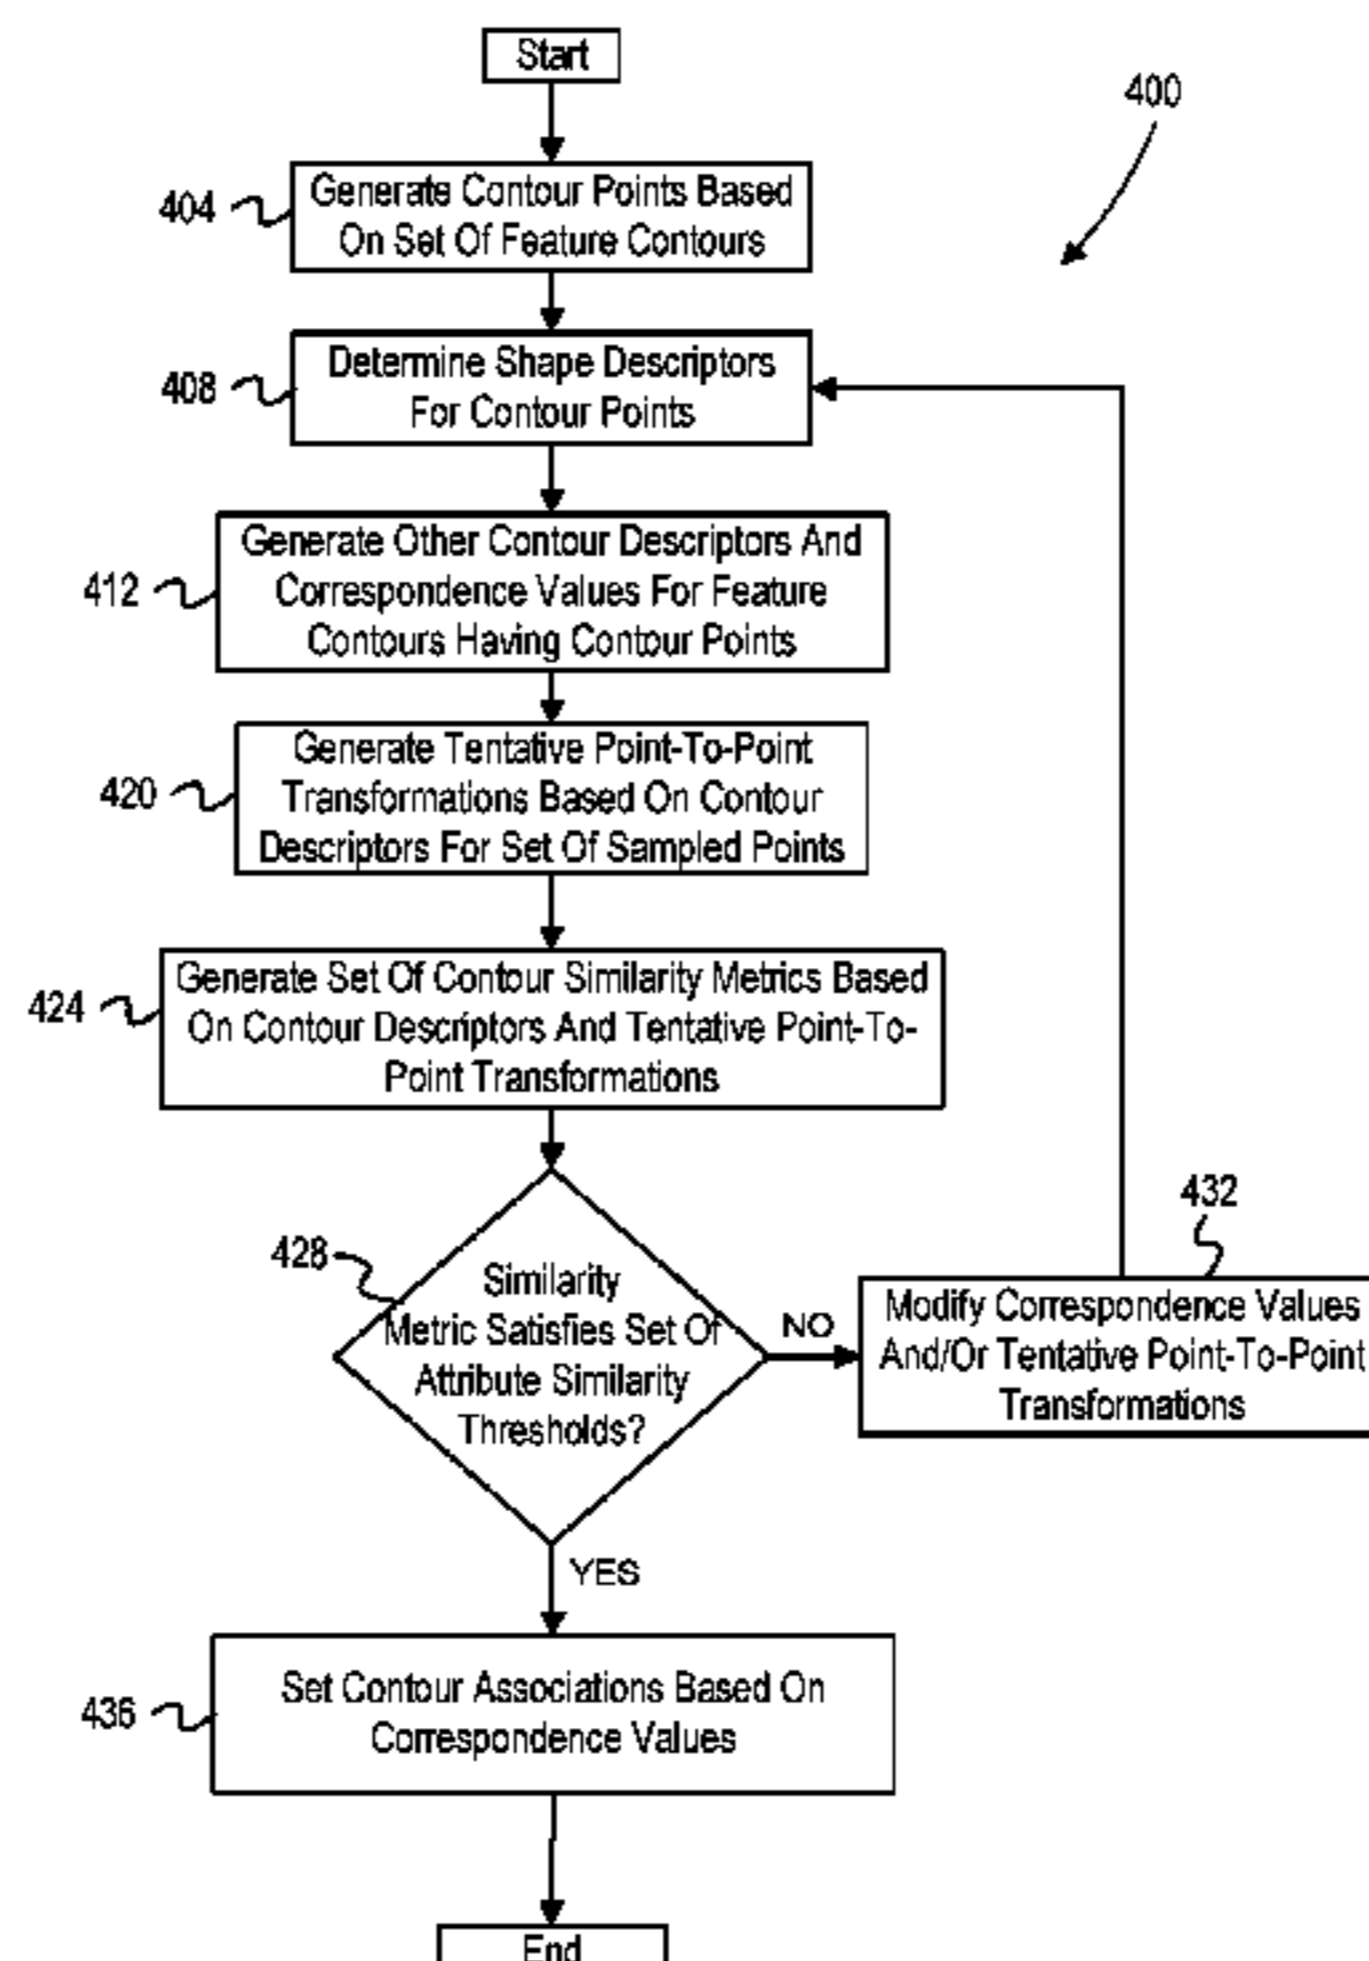 Start
400
404
Generate Contour Points Based
On Set Of Feature Contours
408
Determine Shape Descriptors
For Contour Points
412
Generate Other Contour Descriptors And
Correspondence Values For Feature
Contours Having Contour Points
420
Generate Tentative Point-To-Point
Transformations Based On Contour
Descriptors For Set Of Sampled Points
424
Generate Set Of Contour Similarity Metrics Based
On Contour Descriptors And Tentative Point-To-
Point Transformations
428
Similarity
Metric Satisfies Set Of
Attribute Similarity
Thresholds?
NO
432
Modify Correspondence Values
And/Or Tentative Point-To-Point
Transformations
YES
436
Set Contour Associations Based On
Correspondence Values
End